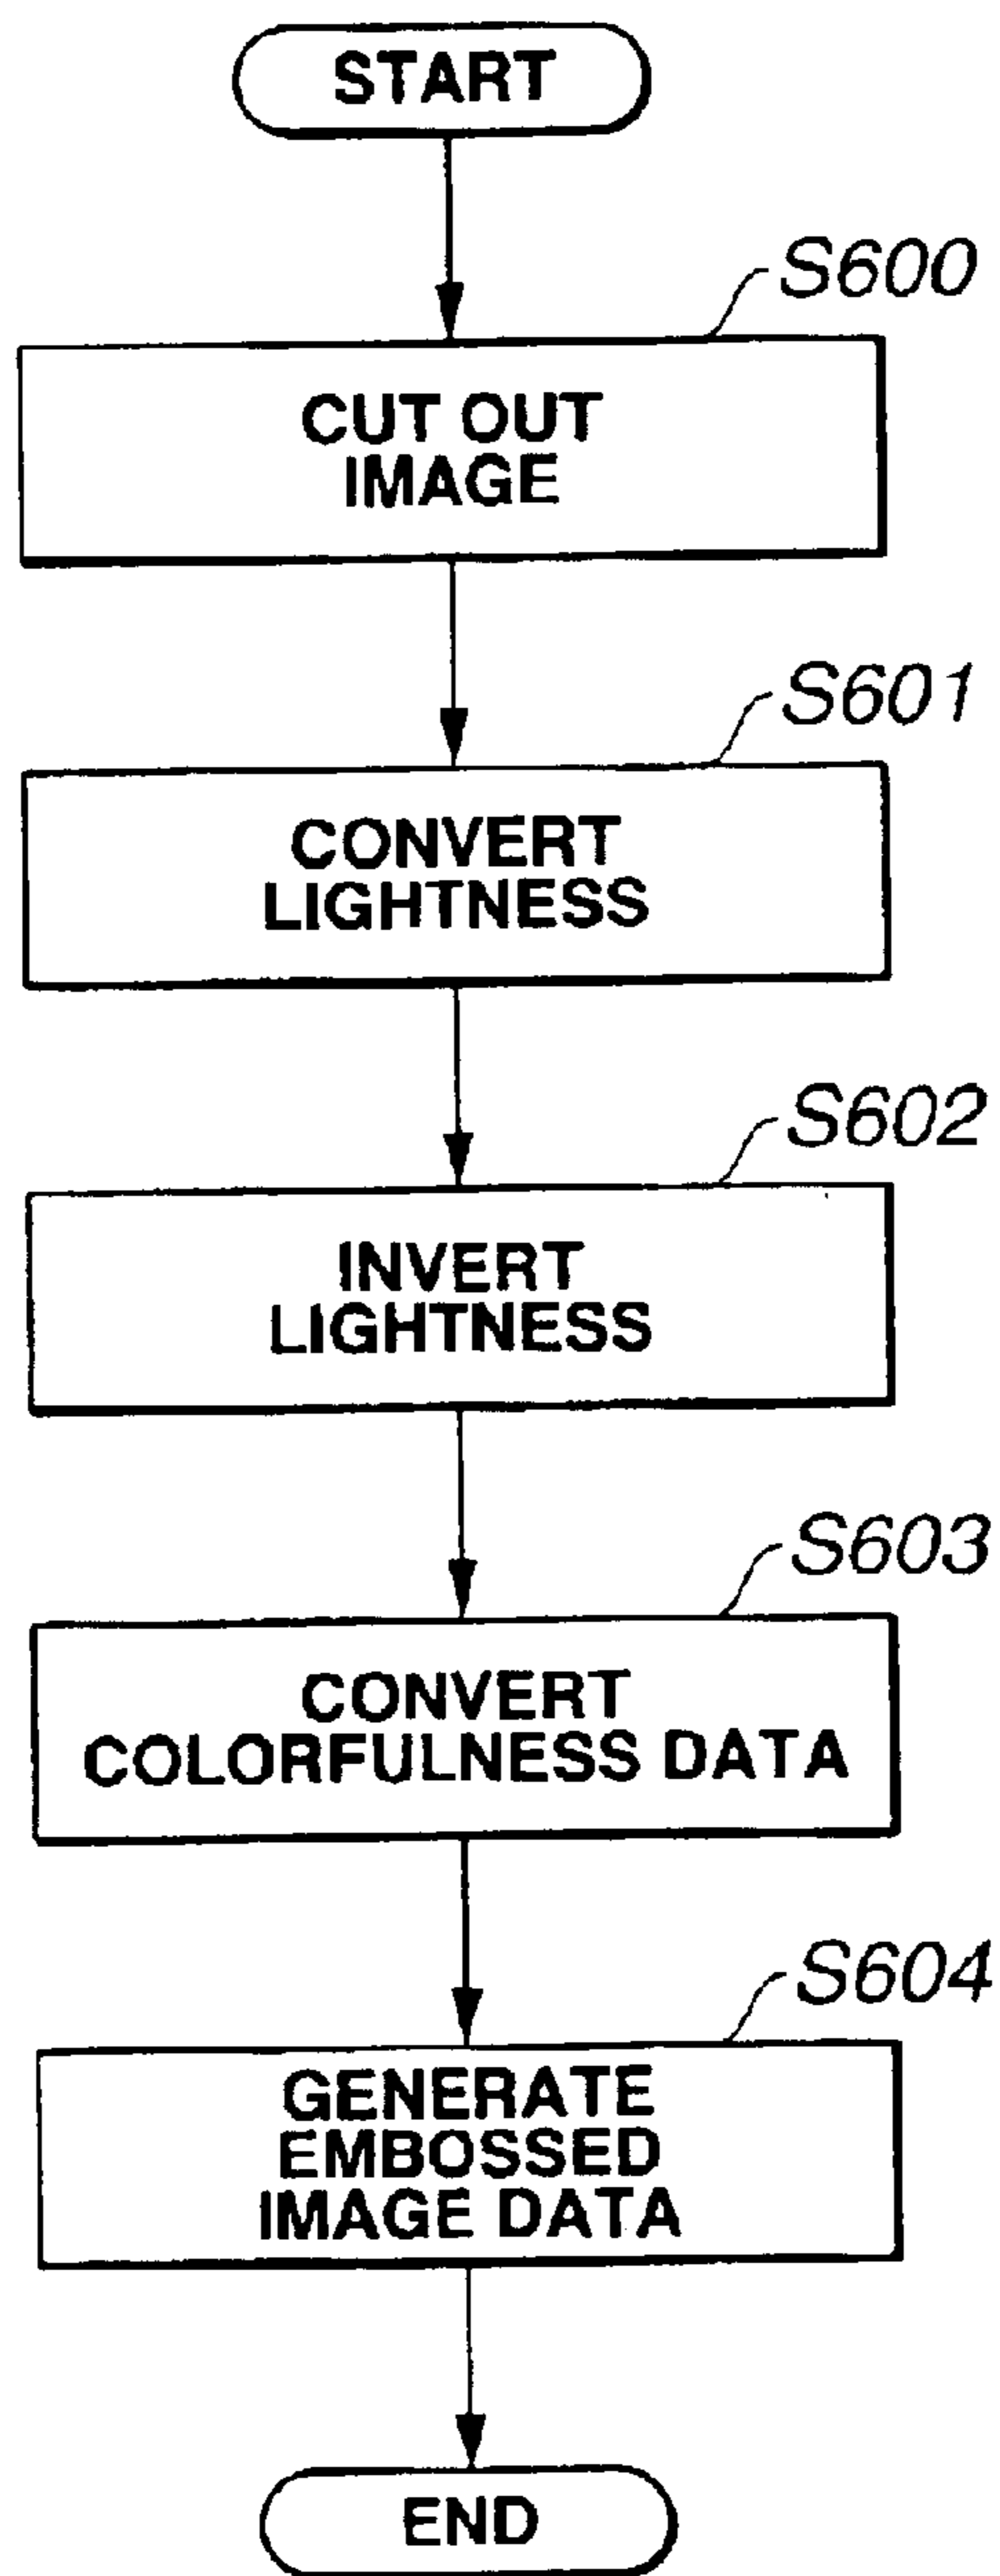 START
S600
CUT OUT
IMAGE
S601
CONVERT
LIGHTNESS
S602
INVERT
LIGHTNESS
S603
CONVERT
COLORFULNESS DATA
S604
GENERATE
EMBOSSED
IMAGE DATA
END